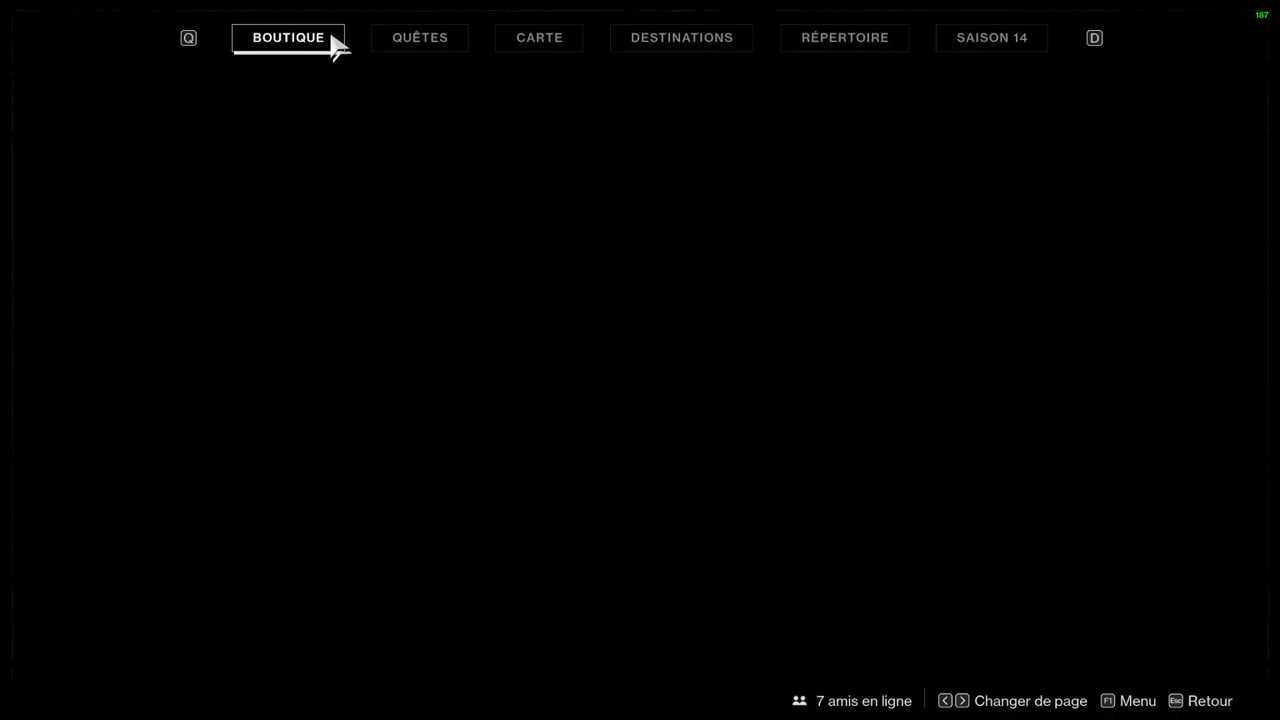 187
Q BOUTIQUE QUÊTES CARTE DESTINATIONS RÉPERTOIRE SAISON 14 D
7 amis en ligne < > Changer de page F1 Menu Esc Retour